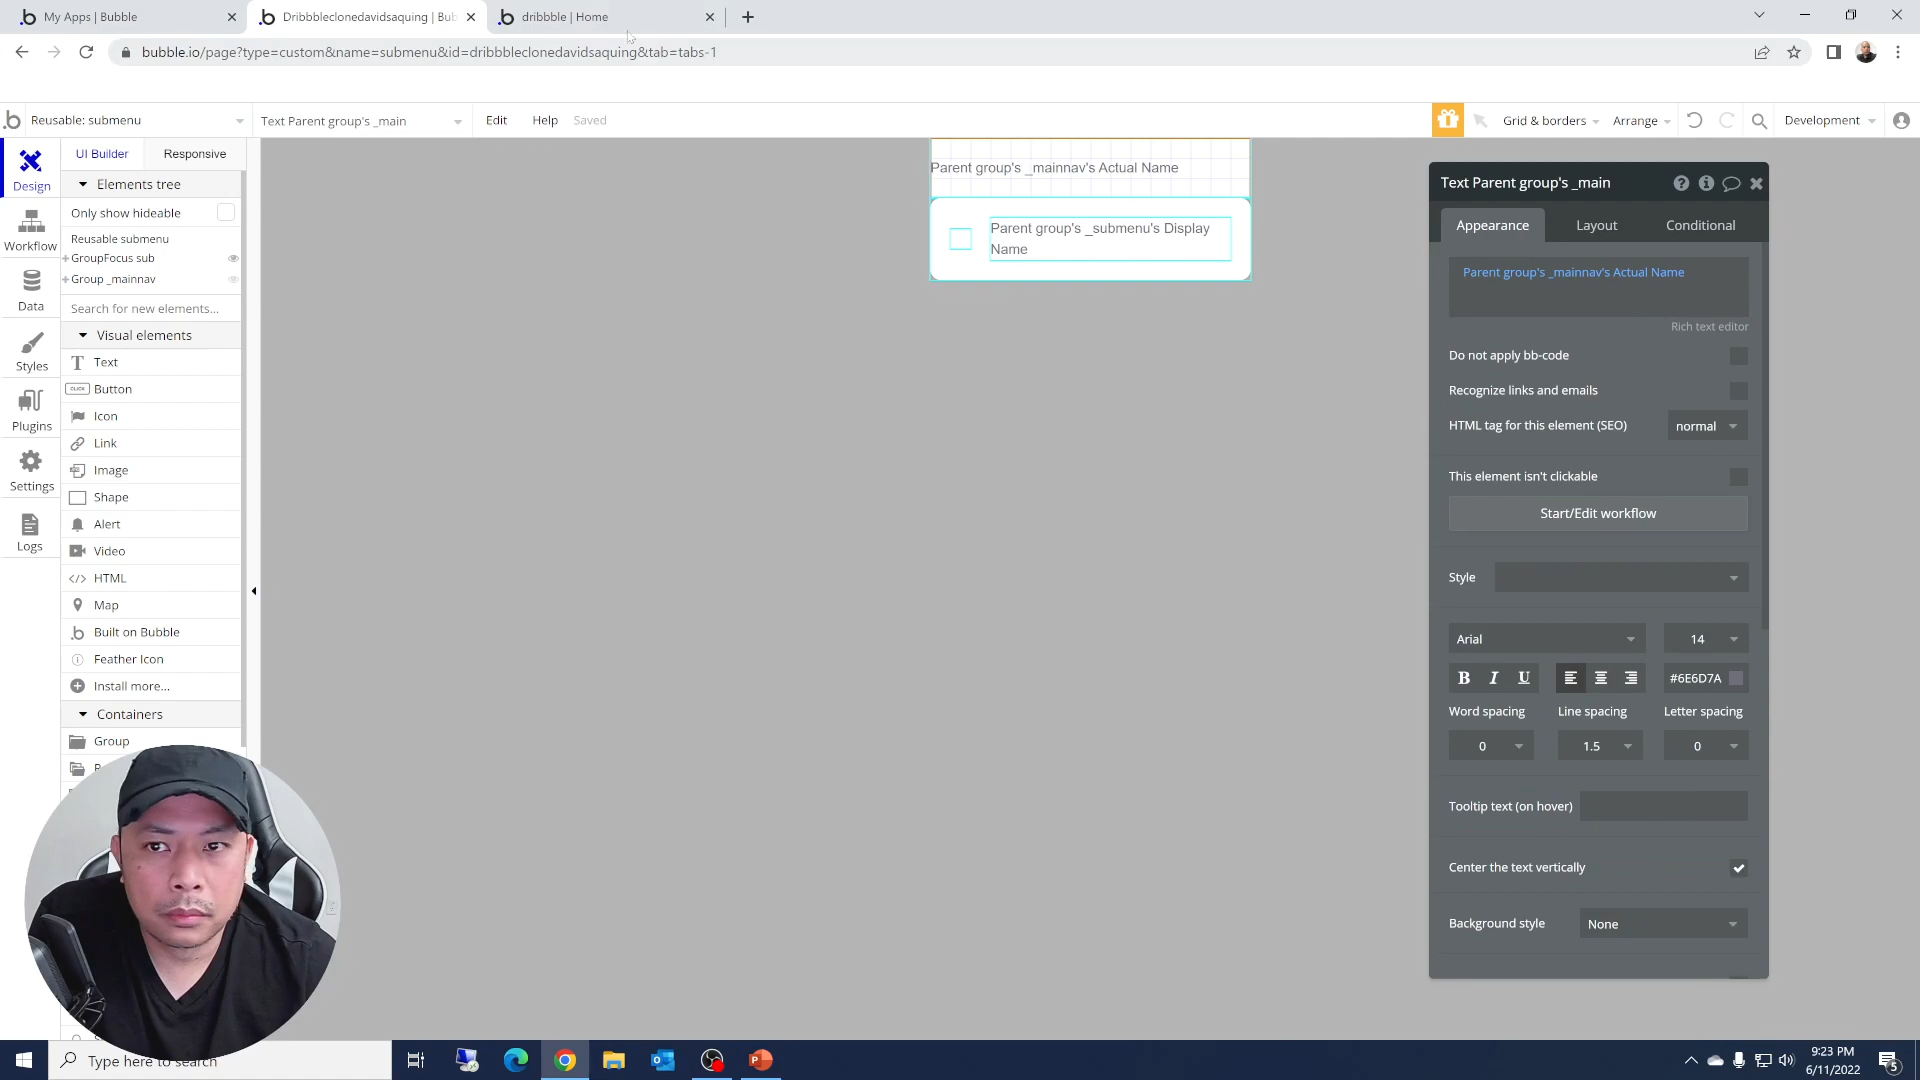 My Apps | Bubble
Dribbbleclonedavidsaquing | Bub
dribbble | Home
bubble.io/page?type=custom&name=submenu&id=dribbbleclonedavidsaquing&tab=tabs-1
Reusable: submenu
Text Parent group's _main
Edit
Help
Saved
Grid & borders
Arrange
Development
Design
Workflow
Data
Styles
Plugins
Settings
Logs
UI Builder
Responsive
Elements tree
Only show hideable
Reusable submenu
+GroupFocus sub
+Group _mainnav
Search for new elements...
Visual elements
Text
CLICK Button
Icon
Link
Image
Shape
Alert
Video
</> HTML
Map
Built on Bubble
Feather Icon
Install more...
Containers
Group
Parent group's _mainnav's Actual Name
Parent group's _submenu's Display
Name
Text Parent group's _main
Appearance
Layout
Conditional
Parent group's _mainnav's Actual Name
Rich text editor
Do not apply bb-code
Recognize links and emails
HTML tag for this element (SEO)
normal
This element isn't clickable
Start/Edit workflow
Style
Arial
14
B I U
#6E6D7A
Word spacing
Line spacing
Letter spacing
0
1.5
0
Tooltip text (on hover)
Center the text vertically
Background style
None
Type here to search
9:23 PM
6/11/2022
5